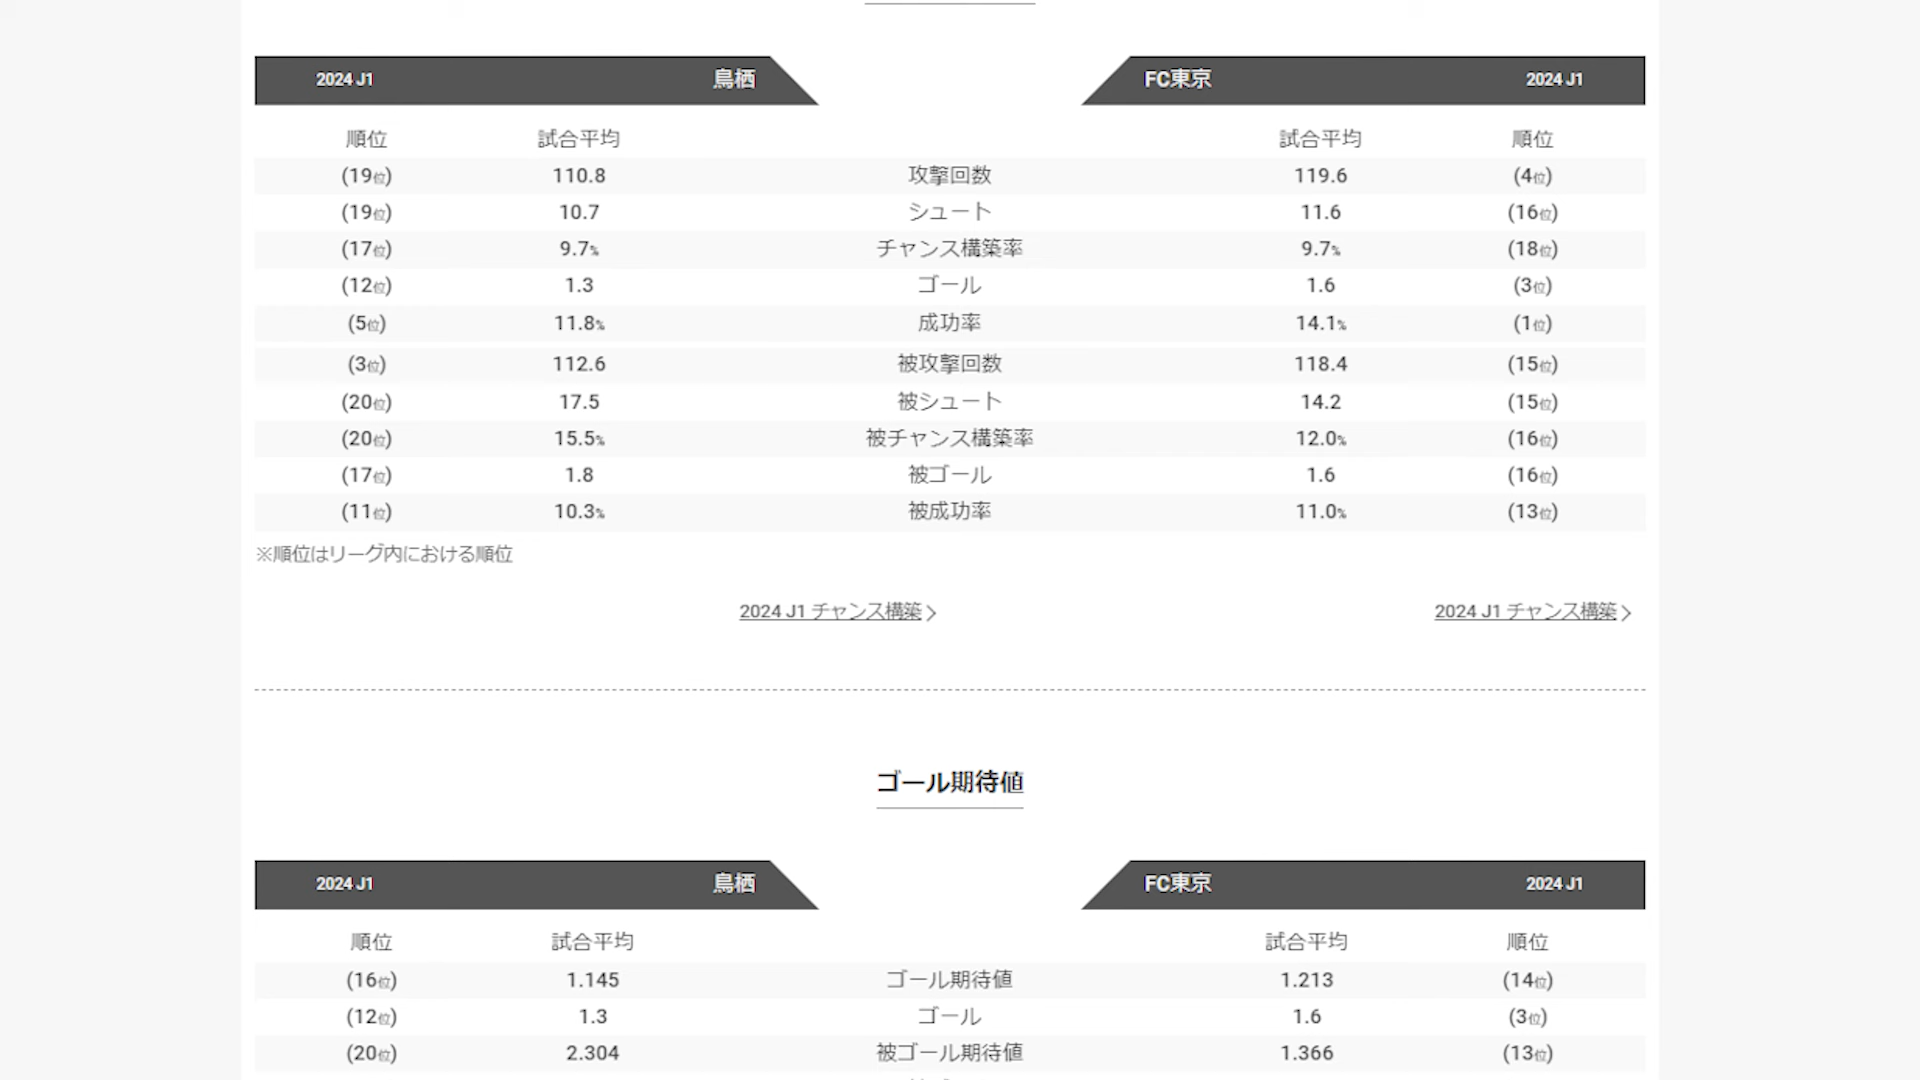 2024 J1 鳥栖 FC東京 2024 J1
順位 試合平均 試合平均 順位
(19位) 110.8 攻撃回数 119.6 (4位)
(19位) 10.7 シュート 11.6 (16位)
(17位) 9.7% チャンス構築率 9.7% (18位)
(12位) 1.3 ゴール 1.6 (3位)
(5位) 11.8% 成功率 14.1% (1位)
(3位) 112.6 被攻撃回数 118.4 (15位)
(20位) 17.5 被シュート 14.2 (15位)
(20位) 15.5% 被チャンス構築率 12.0% (16位)
(17位) 1.8 被ゴール 1.6 (16位)
(11位) 10.3% 被成功率 11.0% (13位)
※順位はリーグ内における順位
2024 J1 チャンス構築 2024 J1 チャンス構築
ゴール期待値
2024 J1 鳥栖 FC東京 2024 J1
順位 試合平均 試合平均 順位
(16位) 1.145 ゴール期待値 1.213 (14位)
(12位) 1.3 ゴール 1.6 (3位)
(20位) 2.304 被ゴール期待値 1.366 (13位)